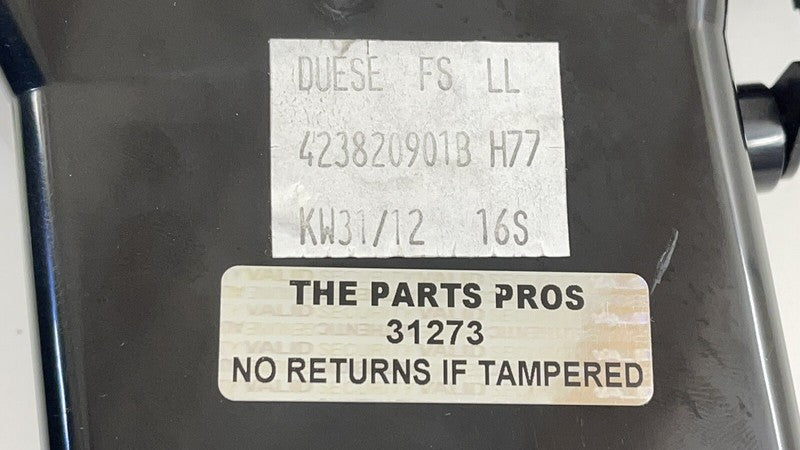 DUESE FS LL
423820901B H77
KW31/12 16S
THE PARTS PROS
31273
NO RETURNS IF TAMPERED